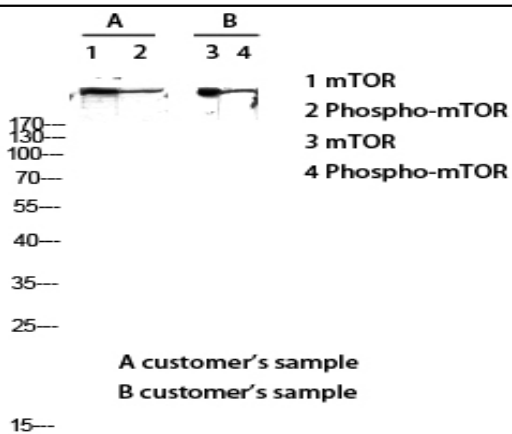 A B
1 2 3 4
1 mTOR
2 Phospho-mTOR
3 mTOR
4 Phospho-mTOR
170---
130---
100---
70---
55---
40---
35---
25---
A customer's sample
B customer's sample
15---